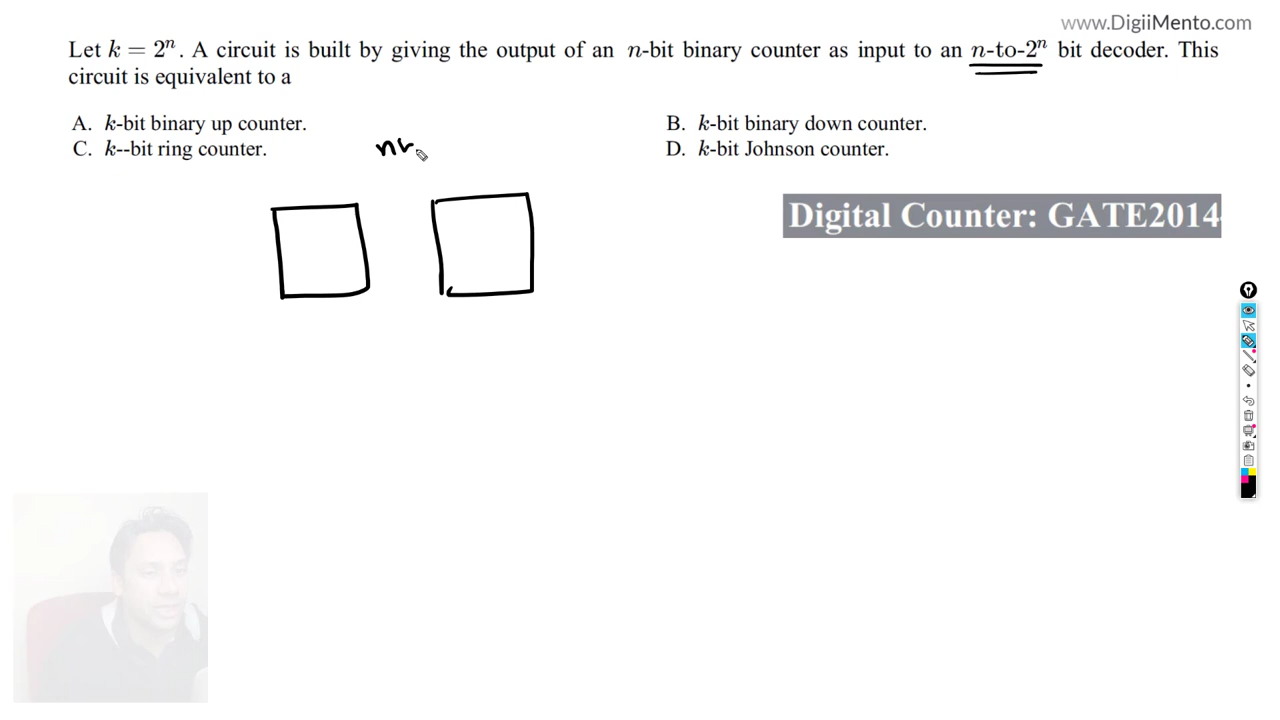 www.DigiiMento.com
Let k = 2ⁿ. A circuit is built by giving the output of an n-bit binary counter as input to an n-to-2ⁿ bit decoder. This
circuit is equivalent to a
A. k-bit binary up counter.
B. k-bit binary down counter.
C. k--bit ring counter.
D. k-bit Johnson counter.
Digital Counter: GATE2014